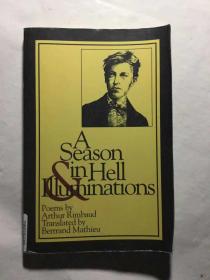 A
Season
in Hell
&
Illuminations
Poems by
Arthur Rimbaud
Translated by
Bertrand Mathieu